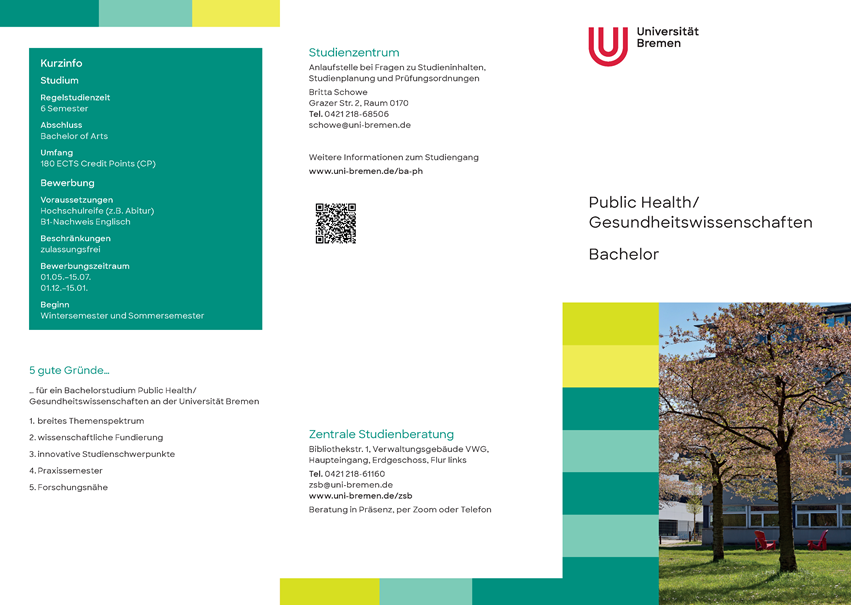 Kurzinfo
Studium
Regelstudienzeit
6 Semester
Abschluss
Bachelor of Arts
Umfang
180 ECTS Credit Points (CP)
Bewerbung
Voraussetzungen
Hochschulreife (z.B. Abitur)
B1-Nachweis Englisch
Beschränkungen
zulassungsfrei
Bewerbungszeitraum
01.05.–15.07.
01.12.–15.01.
Beginn
Wintersemester und Sommersemester
5 gute Gründe…
… für ein Bachelorstudium Public Health/
Gesundheitswissenschaften an der Universität Bremen
1. breites Themenspektrum
2. wissenschaftliche Fundierung
3. innovative Studienschwerpunkte
4. Praxissemester
5. Forschungsnähe
Studienzentrum
Anlaufstelle bei Fragen zu Studieninhalten,
Studienplanung und Prüfungsordnungen
Britta Schowe
Grazer Str. 2, Raum 0170
Tel. 0421 218-68506
schowe@uni-bremen.de
Weitere Informationen zum Studiengang
www.uni-bremen.de/ba-ph
Zentrale Studienberatung
Bibliothekstr. 1, Verwaltungsgebäude VWG,
Haupteingang, Erdgeschoss, Flur links
Tel. 0421 218-61160
zsb@uni-bremen.de
www.uni-bremen.de/zsb
Beratung in Präsenz, per Zoom oder Telefon
Universität
Bremen
Public Health/
Gesundheitswissenschaften
Bachelor